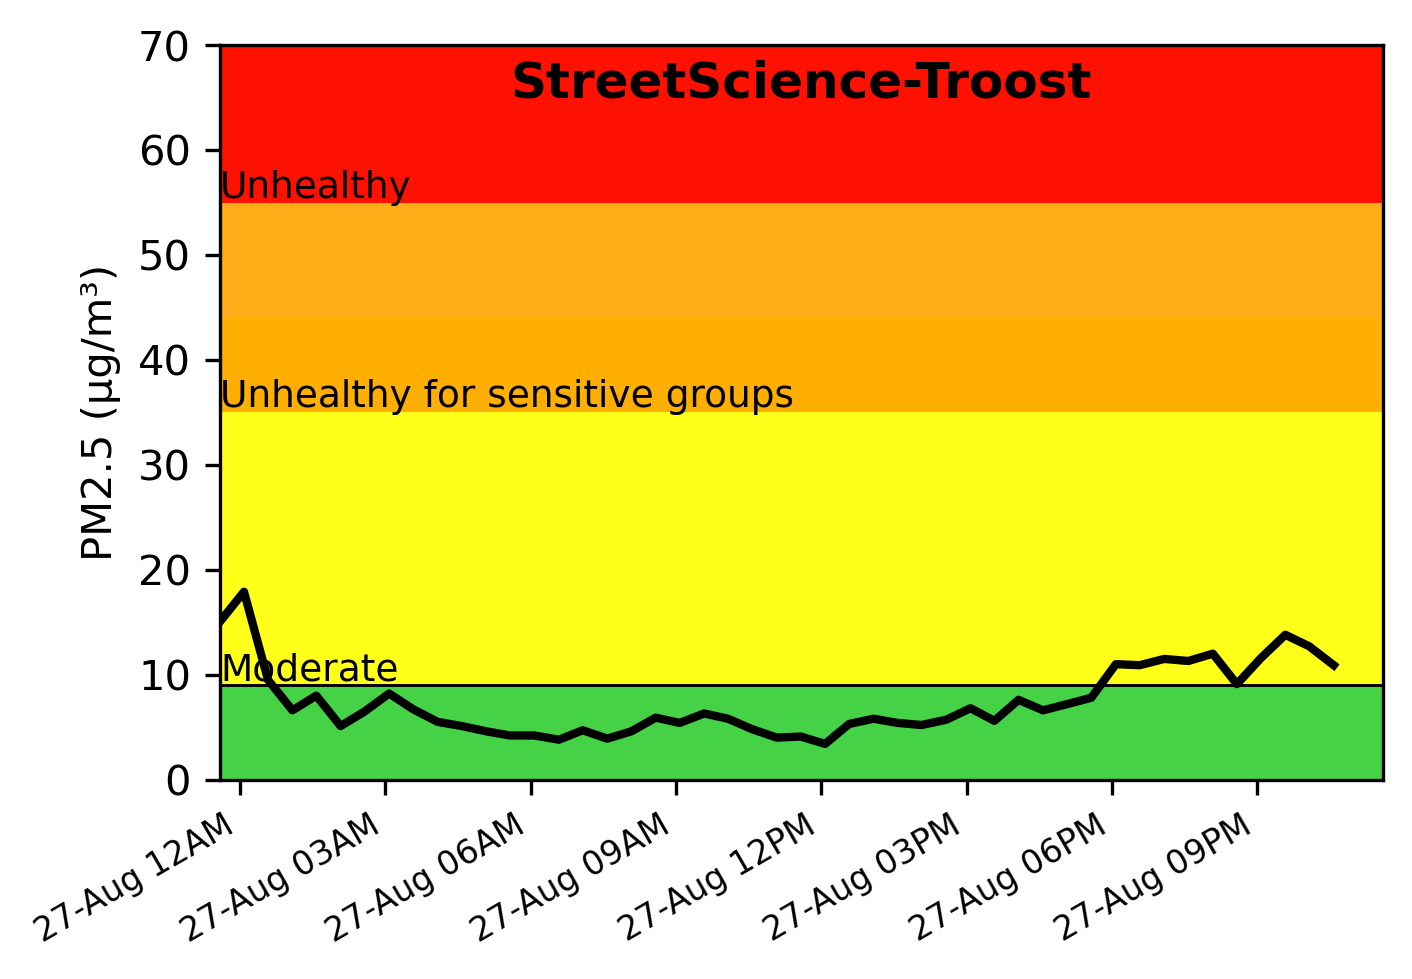 StreetScience-Troost
PM2.5 (µg/m³)
70
60
50
40
30
20
10
0
Unhealthy
Unhealthy for sensitive groups
Moderate
27-Aug 12AM
27-Aug 03AM
27-Aug 06AM
27-Aug 09AM
27-Aug 12PM
27-Aug 03PM
27-Aug 06PM
27-Aug 09PM